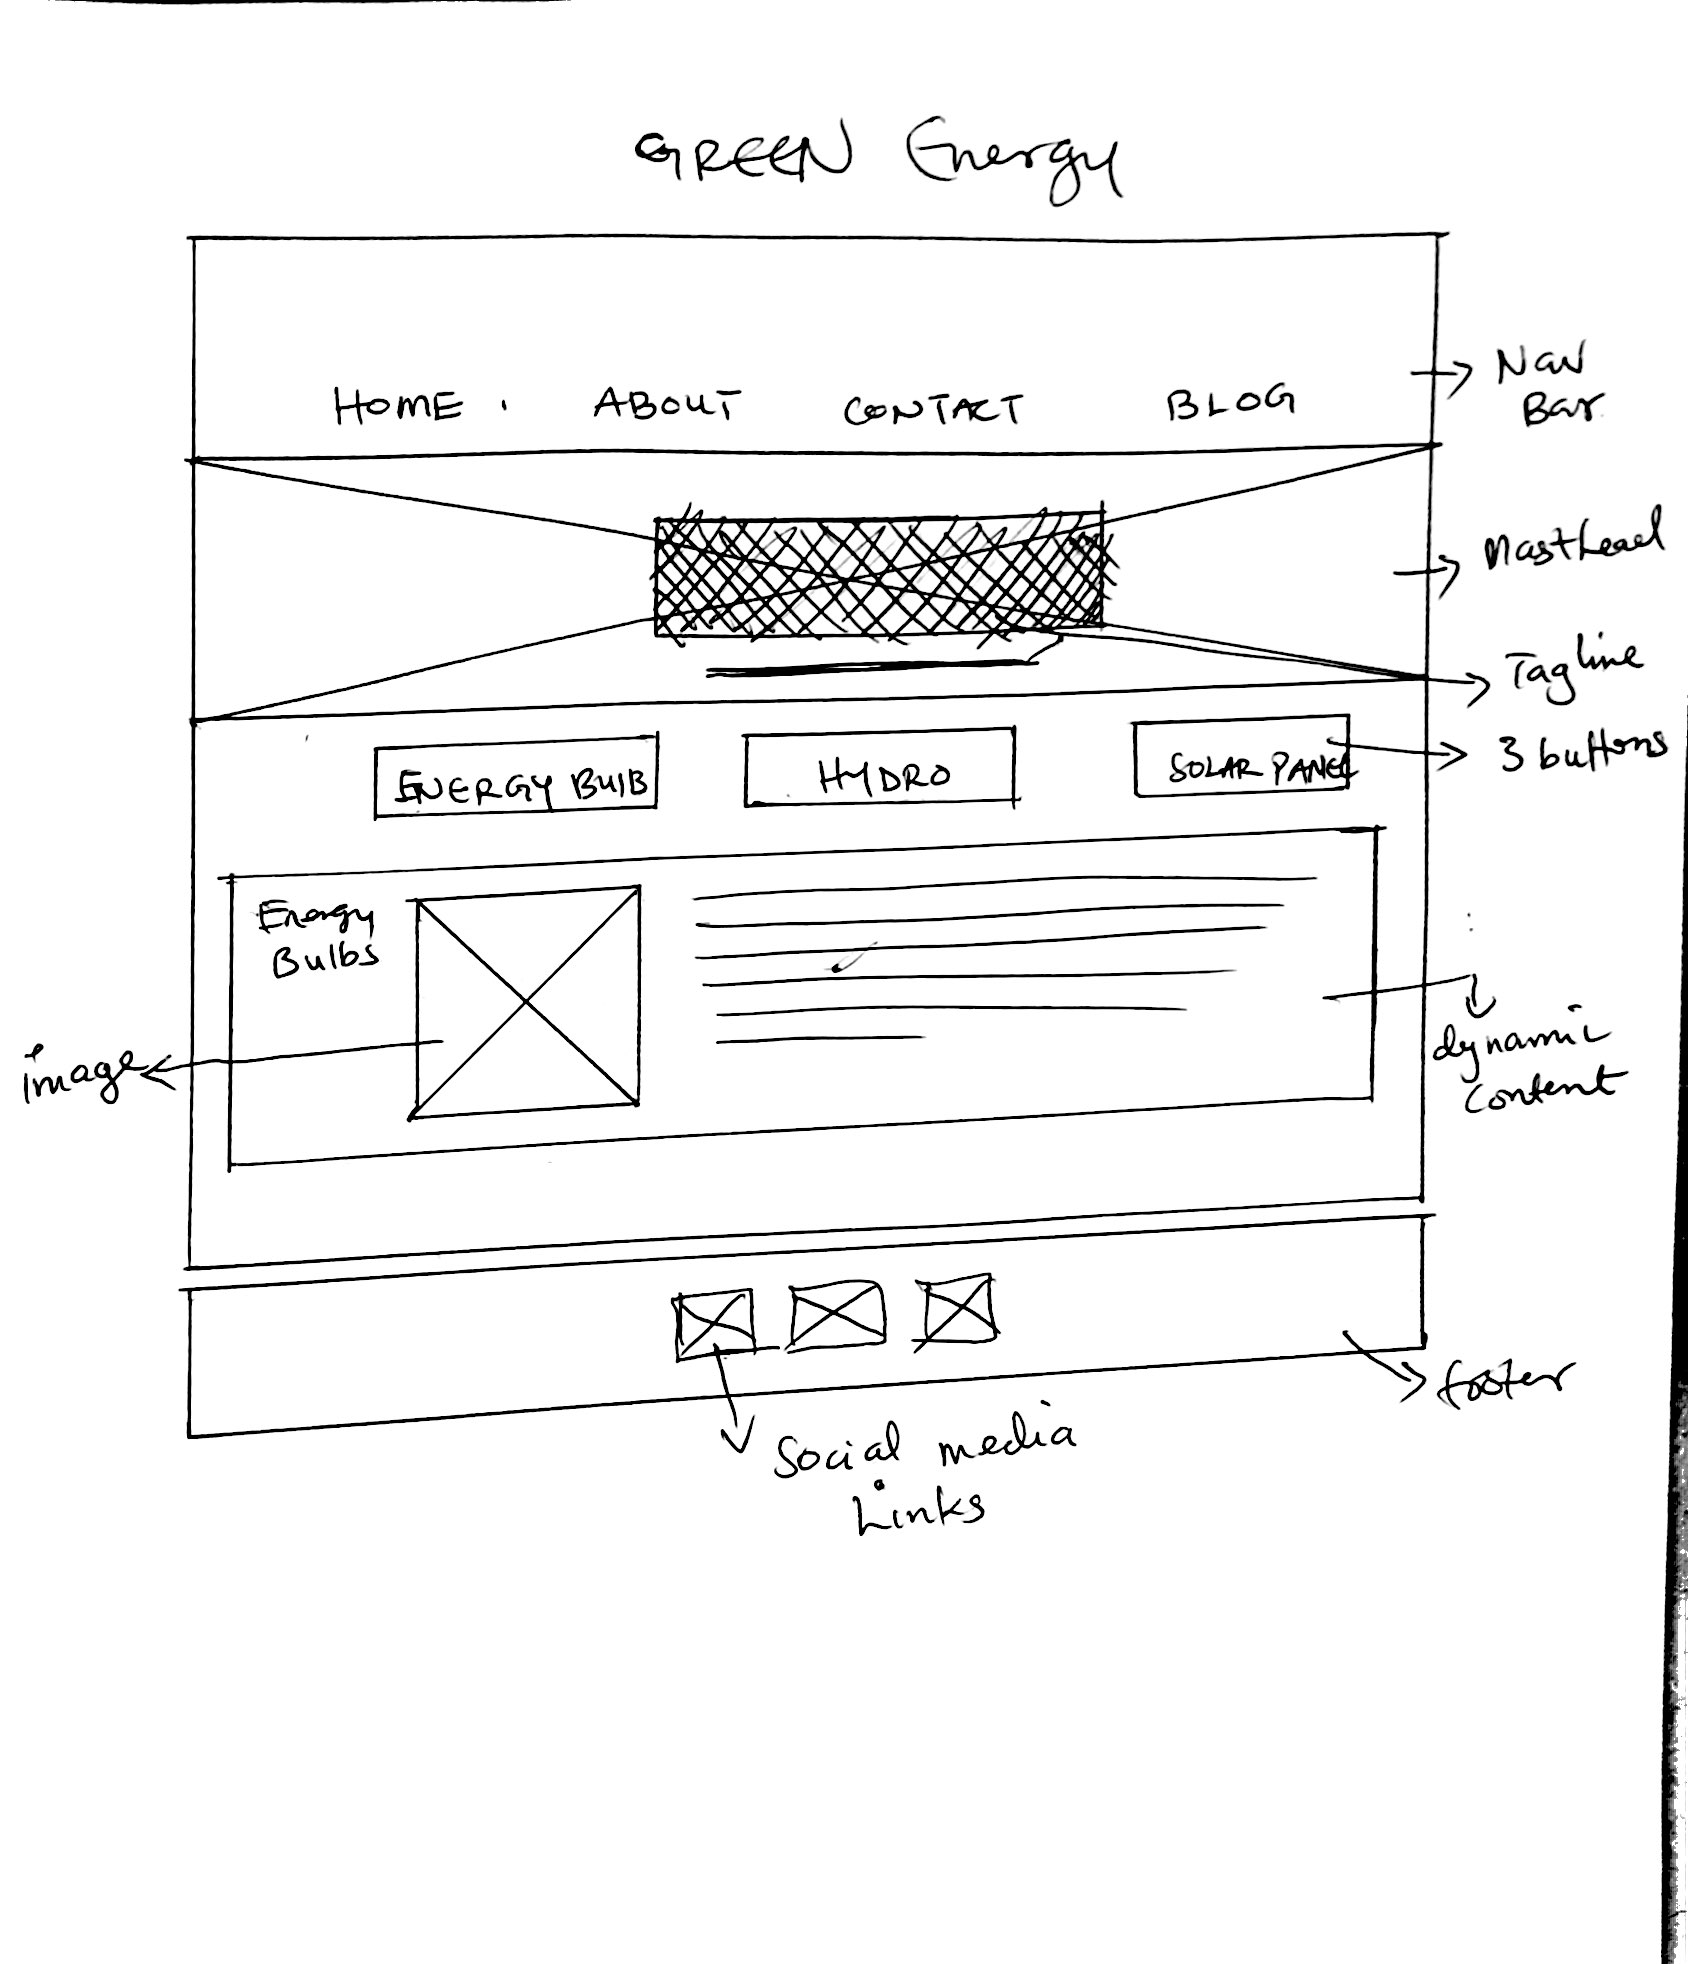 GREEN Energy
HOME ABOUT CONTACT BLOG
Nav
Bar
Masthead
Tagline
ENERGY BUlB HYDRO SOLAR PANEL
3 buttons
Energy
Bulbs
image
dynamic
content
footer
Social media
Links